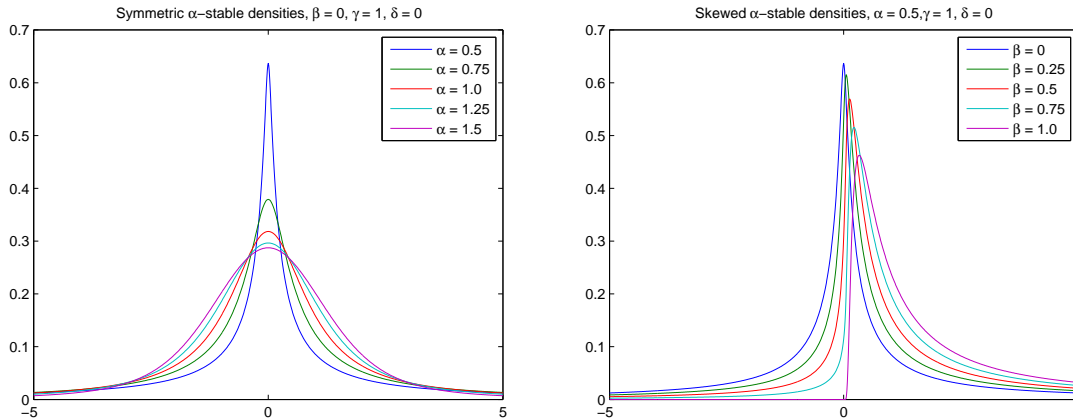 Symmetric α−stable densities, β = 0, γ = 1, δ = 0
0.7
0.6
0.5
0.4
0.3
0.2
0.1
0
−5
0
5
α = 0.5
α = 0.75
α = 1.0
α = 1.25
α = 1.5
Skewed α−stable densities, α = 0.5,γ = 1, δ = 0
0.7
0.6
0.5
0.4
0.3
0.2
0.1
0
−5
0
β = 0
β = 0.25
β = 0.5
β = 0.75
β = 1.0